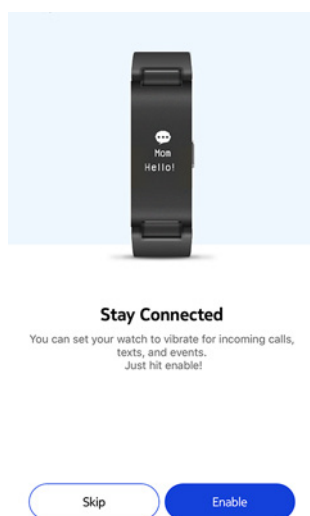 Mom
Hello!
Stay Connected
You can set your watch to vibrate for incoming calls,
texts, and events.
Just hit enable!
Skip
Enable